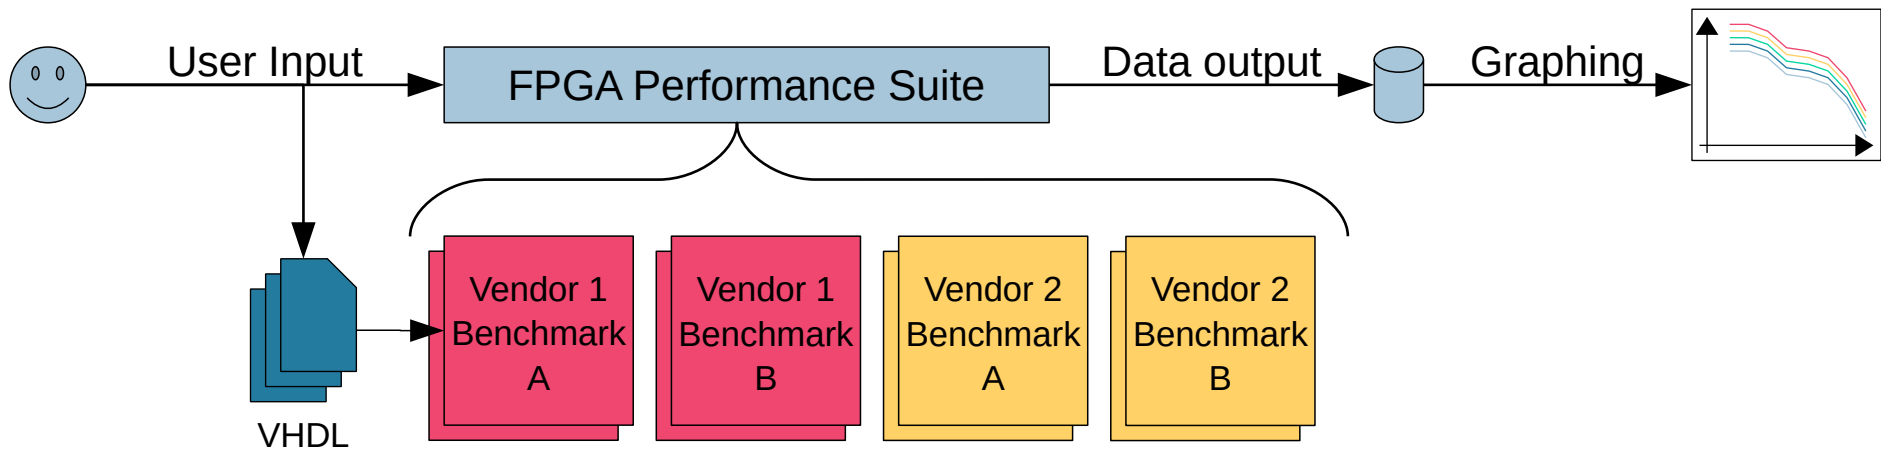 User Input
FPGA Performance Suite
Data output
Graphing
Vendor 1
Benchmark
A
Vendor 1
Benchmark
B
Vendor 2
Benchmark
A
Vendor 2
Benchmark
B
VHDL